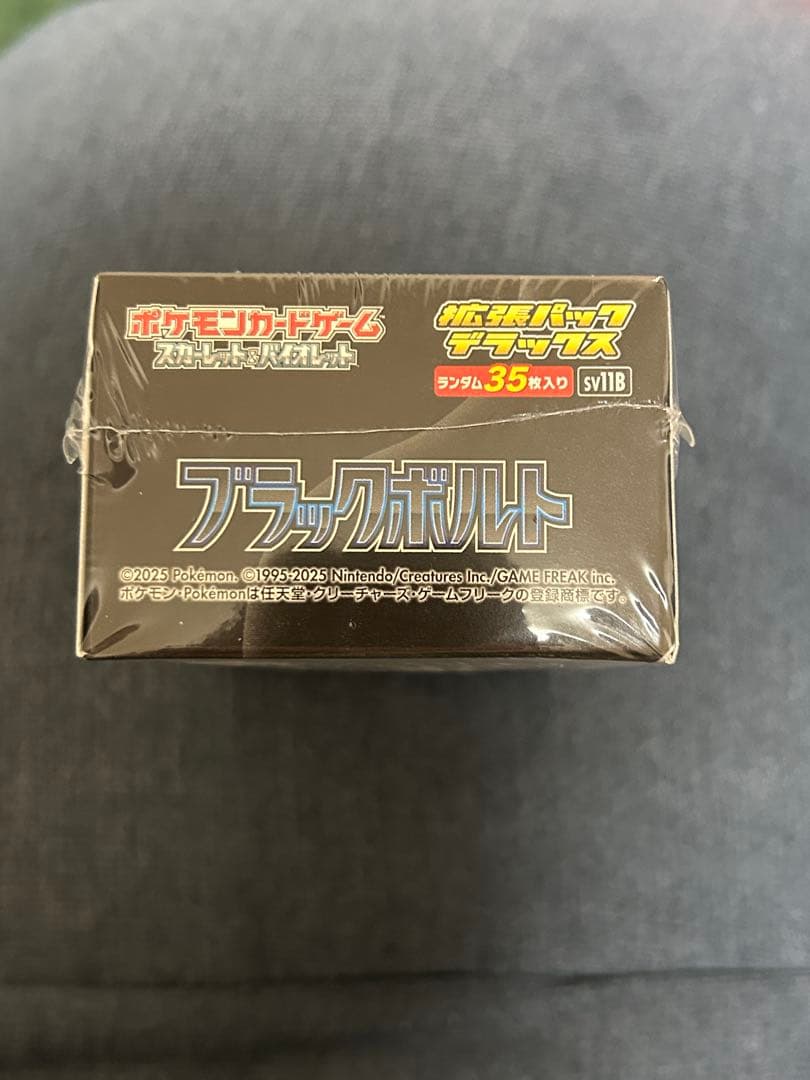 ポケモンカードゲーム
スカーレット&バイオレット
拡張パック
デラックス
ランダム35枚入り SV11B
ブラックボルト
©2025 Pokémon. ©1995-2025 Nintendo/Creatures Inc./GAME FREAK inc.
ポケモン・Pokémonは任天堂・クリーチャーズ・ゲームフリークの登録商標です。